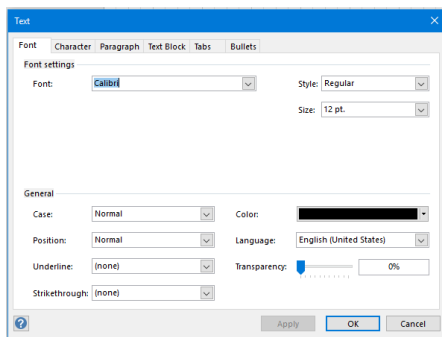 Text
Font Character Paragraph Text Block Tabs Bullets
Font settings
Font: Calibri Style: Regular
Size: 12 pt.
General
Case: Normal Color:
Position: Normal Language: English (United States)
Underline: (none) Transparency: 0%
Strikethrough: (none)
? Apply OK Cancel